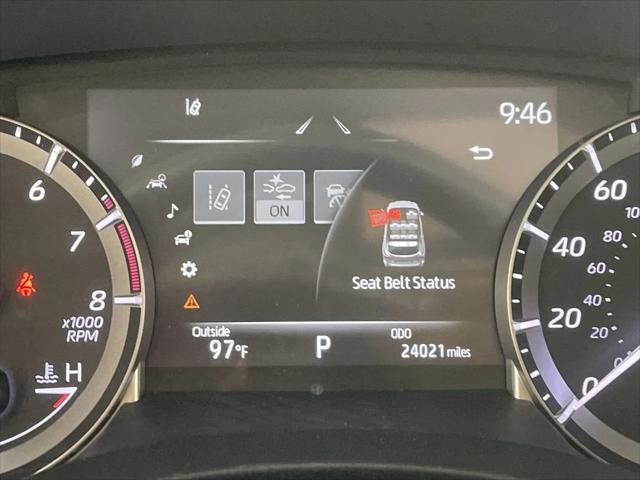 9:46
6
7
8
x1000
RPM
H
ON
Seat Belt Status
Outside
97°F
P
ODO
24021 miles
60
40
20
0
80
60
40
20